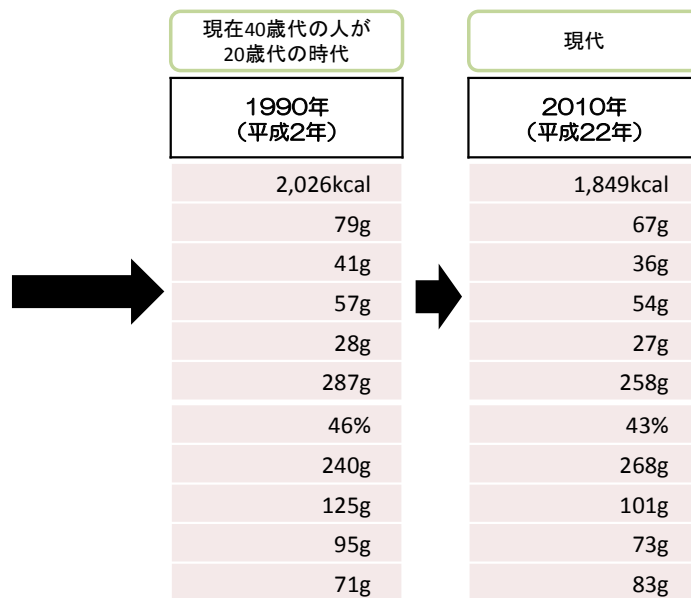 現在40歳代の人が
20歳代の時代
現代
1990年
（平成2年）
2010年
（平成22年）
2,026kcal 1,849kcal
79g 67g
41g 36g
57g 54g
28g 27g
287g 258g
46% 43%
240g 268g
125g 101g
95g 73g
71g 83g